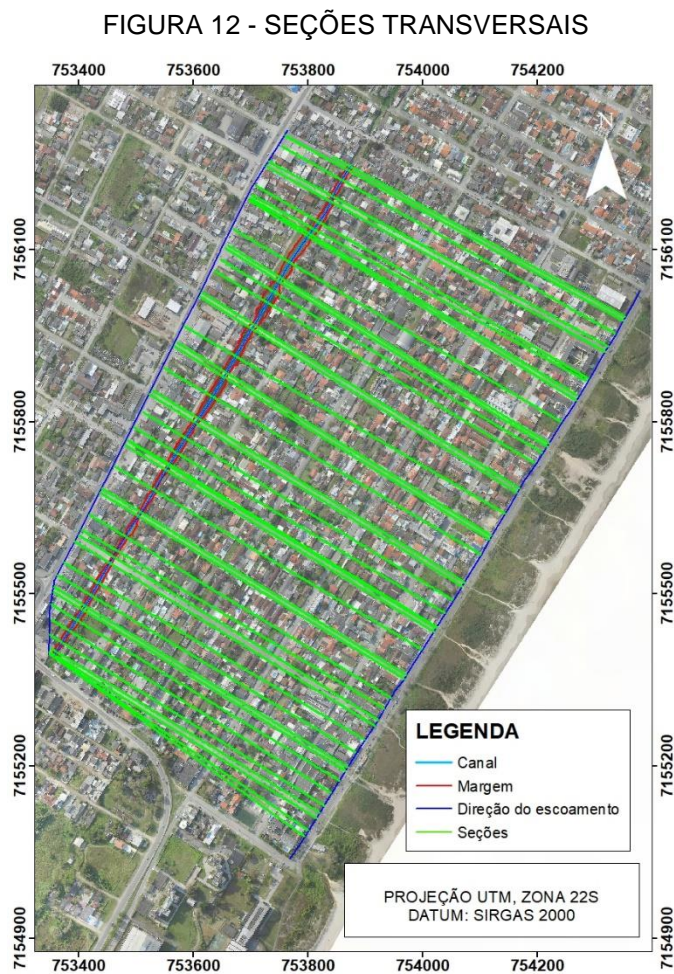 FIGURA 12 - SEÇÕES TRANSVERSAIS
753400 753600 753800 754000 754200
N
7156100 7156100
7155800 7155800
7155500 7155500
7155200 7155200
7154900 7154900
LEGENDA
Canal
Margem
Direção do escoamento
Seções
PROJEÇÃO UTM, ZONA 22S
DATUM: SIRGAS 2000
753400 753600 753800 754000 754200